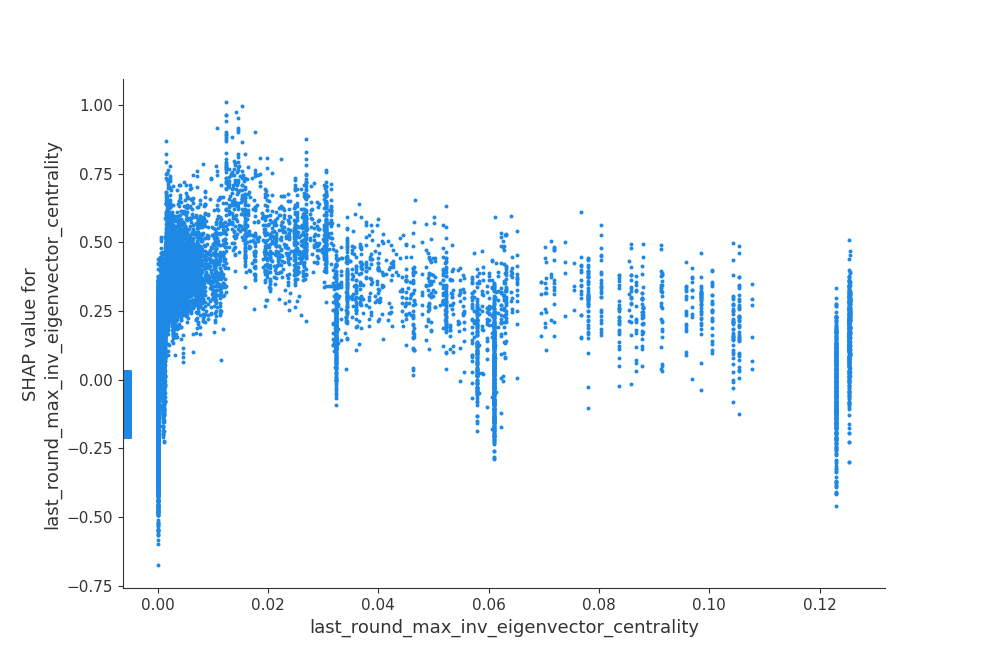 1.00
0.75
0.50
0.25
0.00
−0.25
−0.50
−0.75
SHAP value for
last_round_max_inv_eigenvector_centrality
0.00 0.02 0.04 0.06 0.08 0.10 0.12
last_round_max_inv_eigenvector_centrality